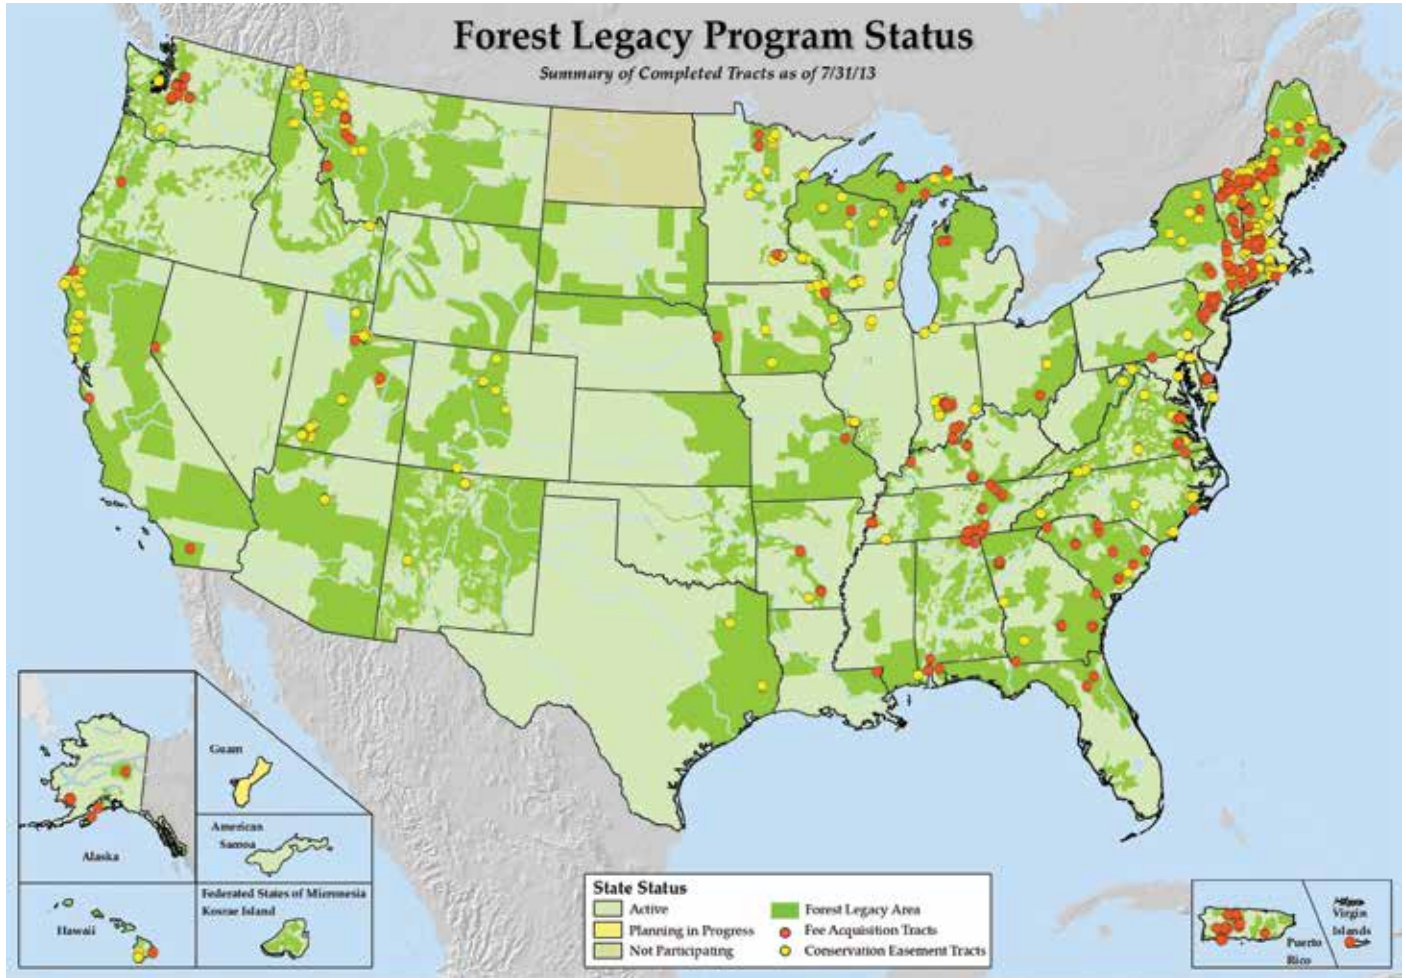 Forest Legacy Program Status
Summary of Completed Tracts as of 7/31/13
Guam
American
Samoa
Alaska
Federated States of Micronesia
Kosrae Island
Hawaii
State Status
Active
Planning in Progress
Not Participating
Forest Legacy Area
Fee Acquisition Tracts
Conservation Easement Tracts
Puerto
Rico
Virgin
Islands